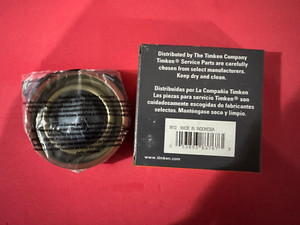 Distributed by The Timken Company
Timken® Service Parts are carefully
chosen from select manufacturers.
Keep dry and clean.
Distribuidas por La Compañía Timken
Las piezas para servicio Timken® son
cuidadosamente escogidas de fabricantes
selectos. Manténgase seco y limpio.
MADE IN INDONESIA
www.timken.com